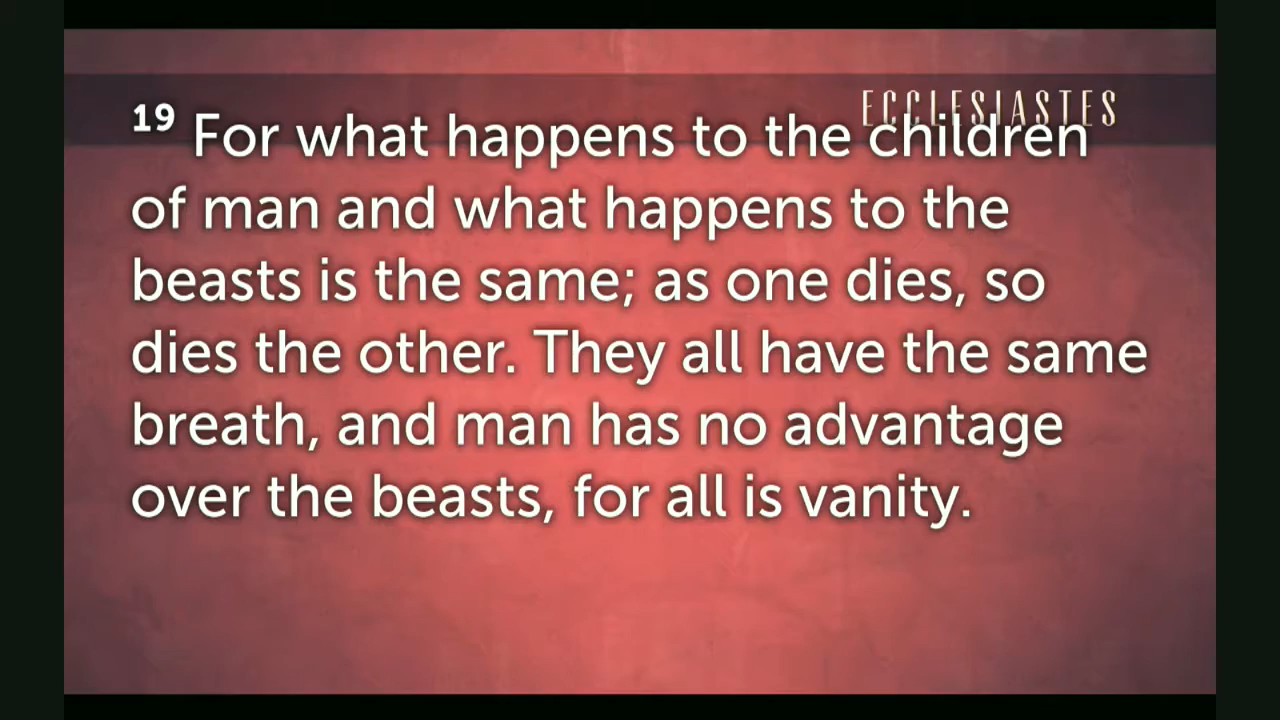 ECCLESIASTES
19 For what happens to the children
of man and what happens to the
beasts is the same; as one dies, so
dies the other. They all have the same
breath, and man has no advantage
over the beasts, for all is vanity.